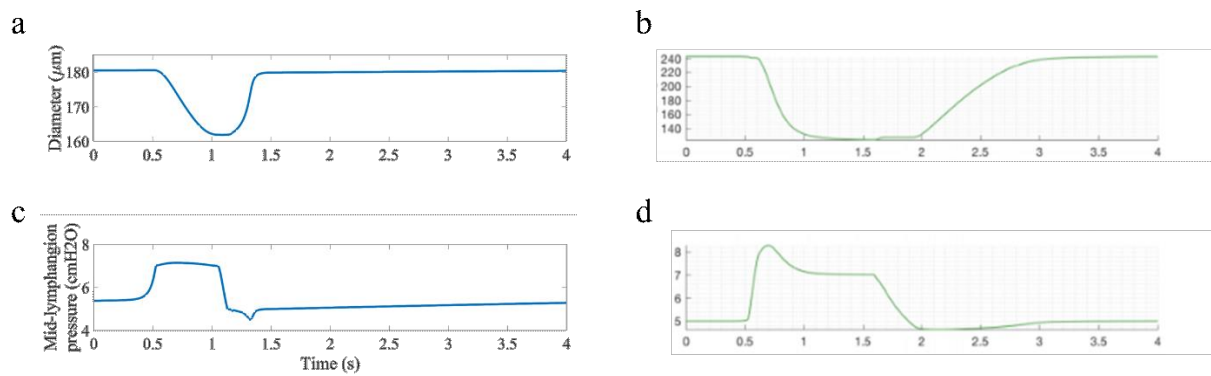 a
b
Diameter (μm)
180
170
160
0 0.5 1 1.5 2 2.5 3 3.5 4
240
220
200
180
160
140
0 0.5 1 1.5 2 2.5 3 3.5 4
c
d
Mid-lymphangion
pressure (cmH2O)
8
6
4
0 0.5 1 1.5 2 2.5 3 3.5 4
Time (s)
8
7
6
5
0 0.5 1 1.5 2 2.5 3 3.5 4